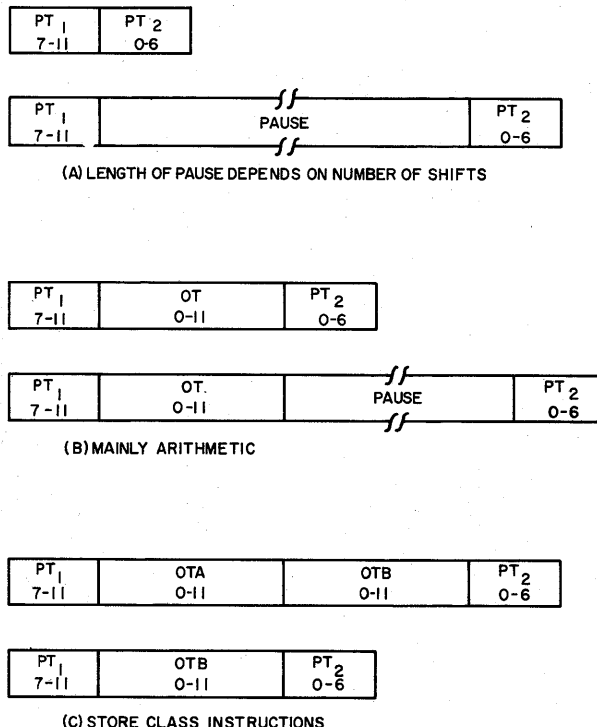 PT 1 PT 2
7-11 0-6
PT 1 PAUSE PT 2
7-11 0-6
(A) LENGTH OF PAUSE DEPENDS ON NUMBER OF SHIFTS
PT 1 OT PT 2
7-11 0-11 0-6
PT 1 OT. PAUSE PT 2
7-11 0-11 0-6
(B) MAINLY ARITHMETIC
PT 1 OTA OTB PT 2
7-11 0-11 0-11 0-6
PT 1 OTB PT 2
7-11 0-11 0-6
(C) STORE CLASS INSTRUCTIONS